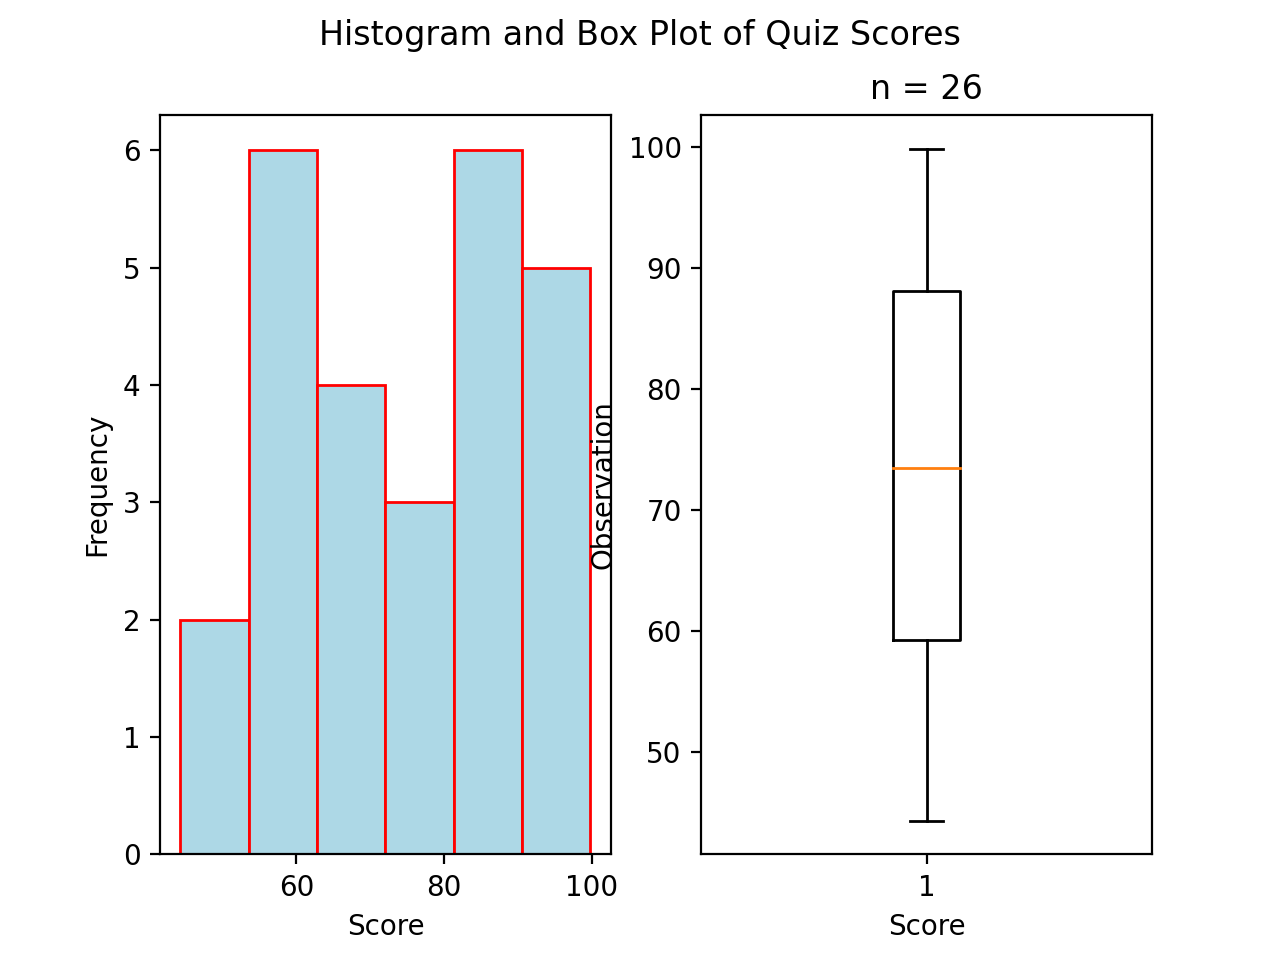 Histogram and Box Plot of Quiz Scores
6
5
4
3
2
1
0
Frequency
60 80 100
Score
n = 26
100
90
80
70
60
50
Observation
1
Score